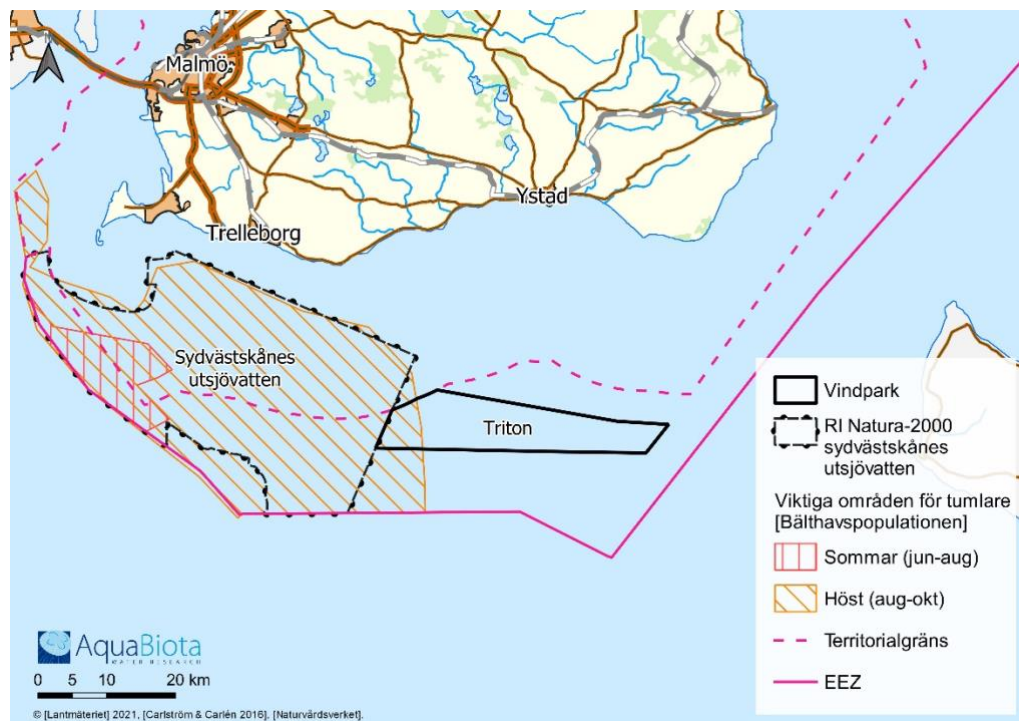 N
Malmö
Ystad
Trelleborg
Sydvästskånes
utsjövatten
Triton
Vindpark
RI Natura-2000
sydvästskånes
utsjövatten
Viktiga områden för tumlare
[Bälthavspopulationen]
Sommar (jun-aug)
Höst (aug-okt)
Territorialgräns
EEZ
AquaBiota
WATER RESEARCH
0 5 10 20 km
© [Lantmäteriet] 2021, [Carlström & Carlén 2016], [Naturvårdsverket].